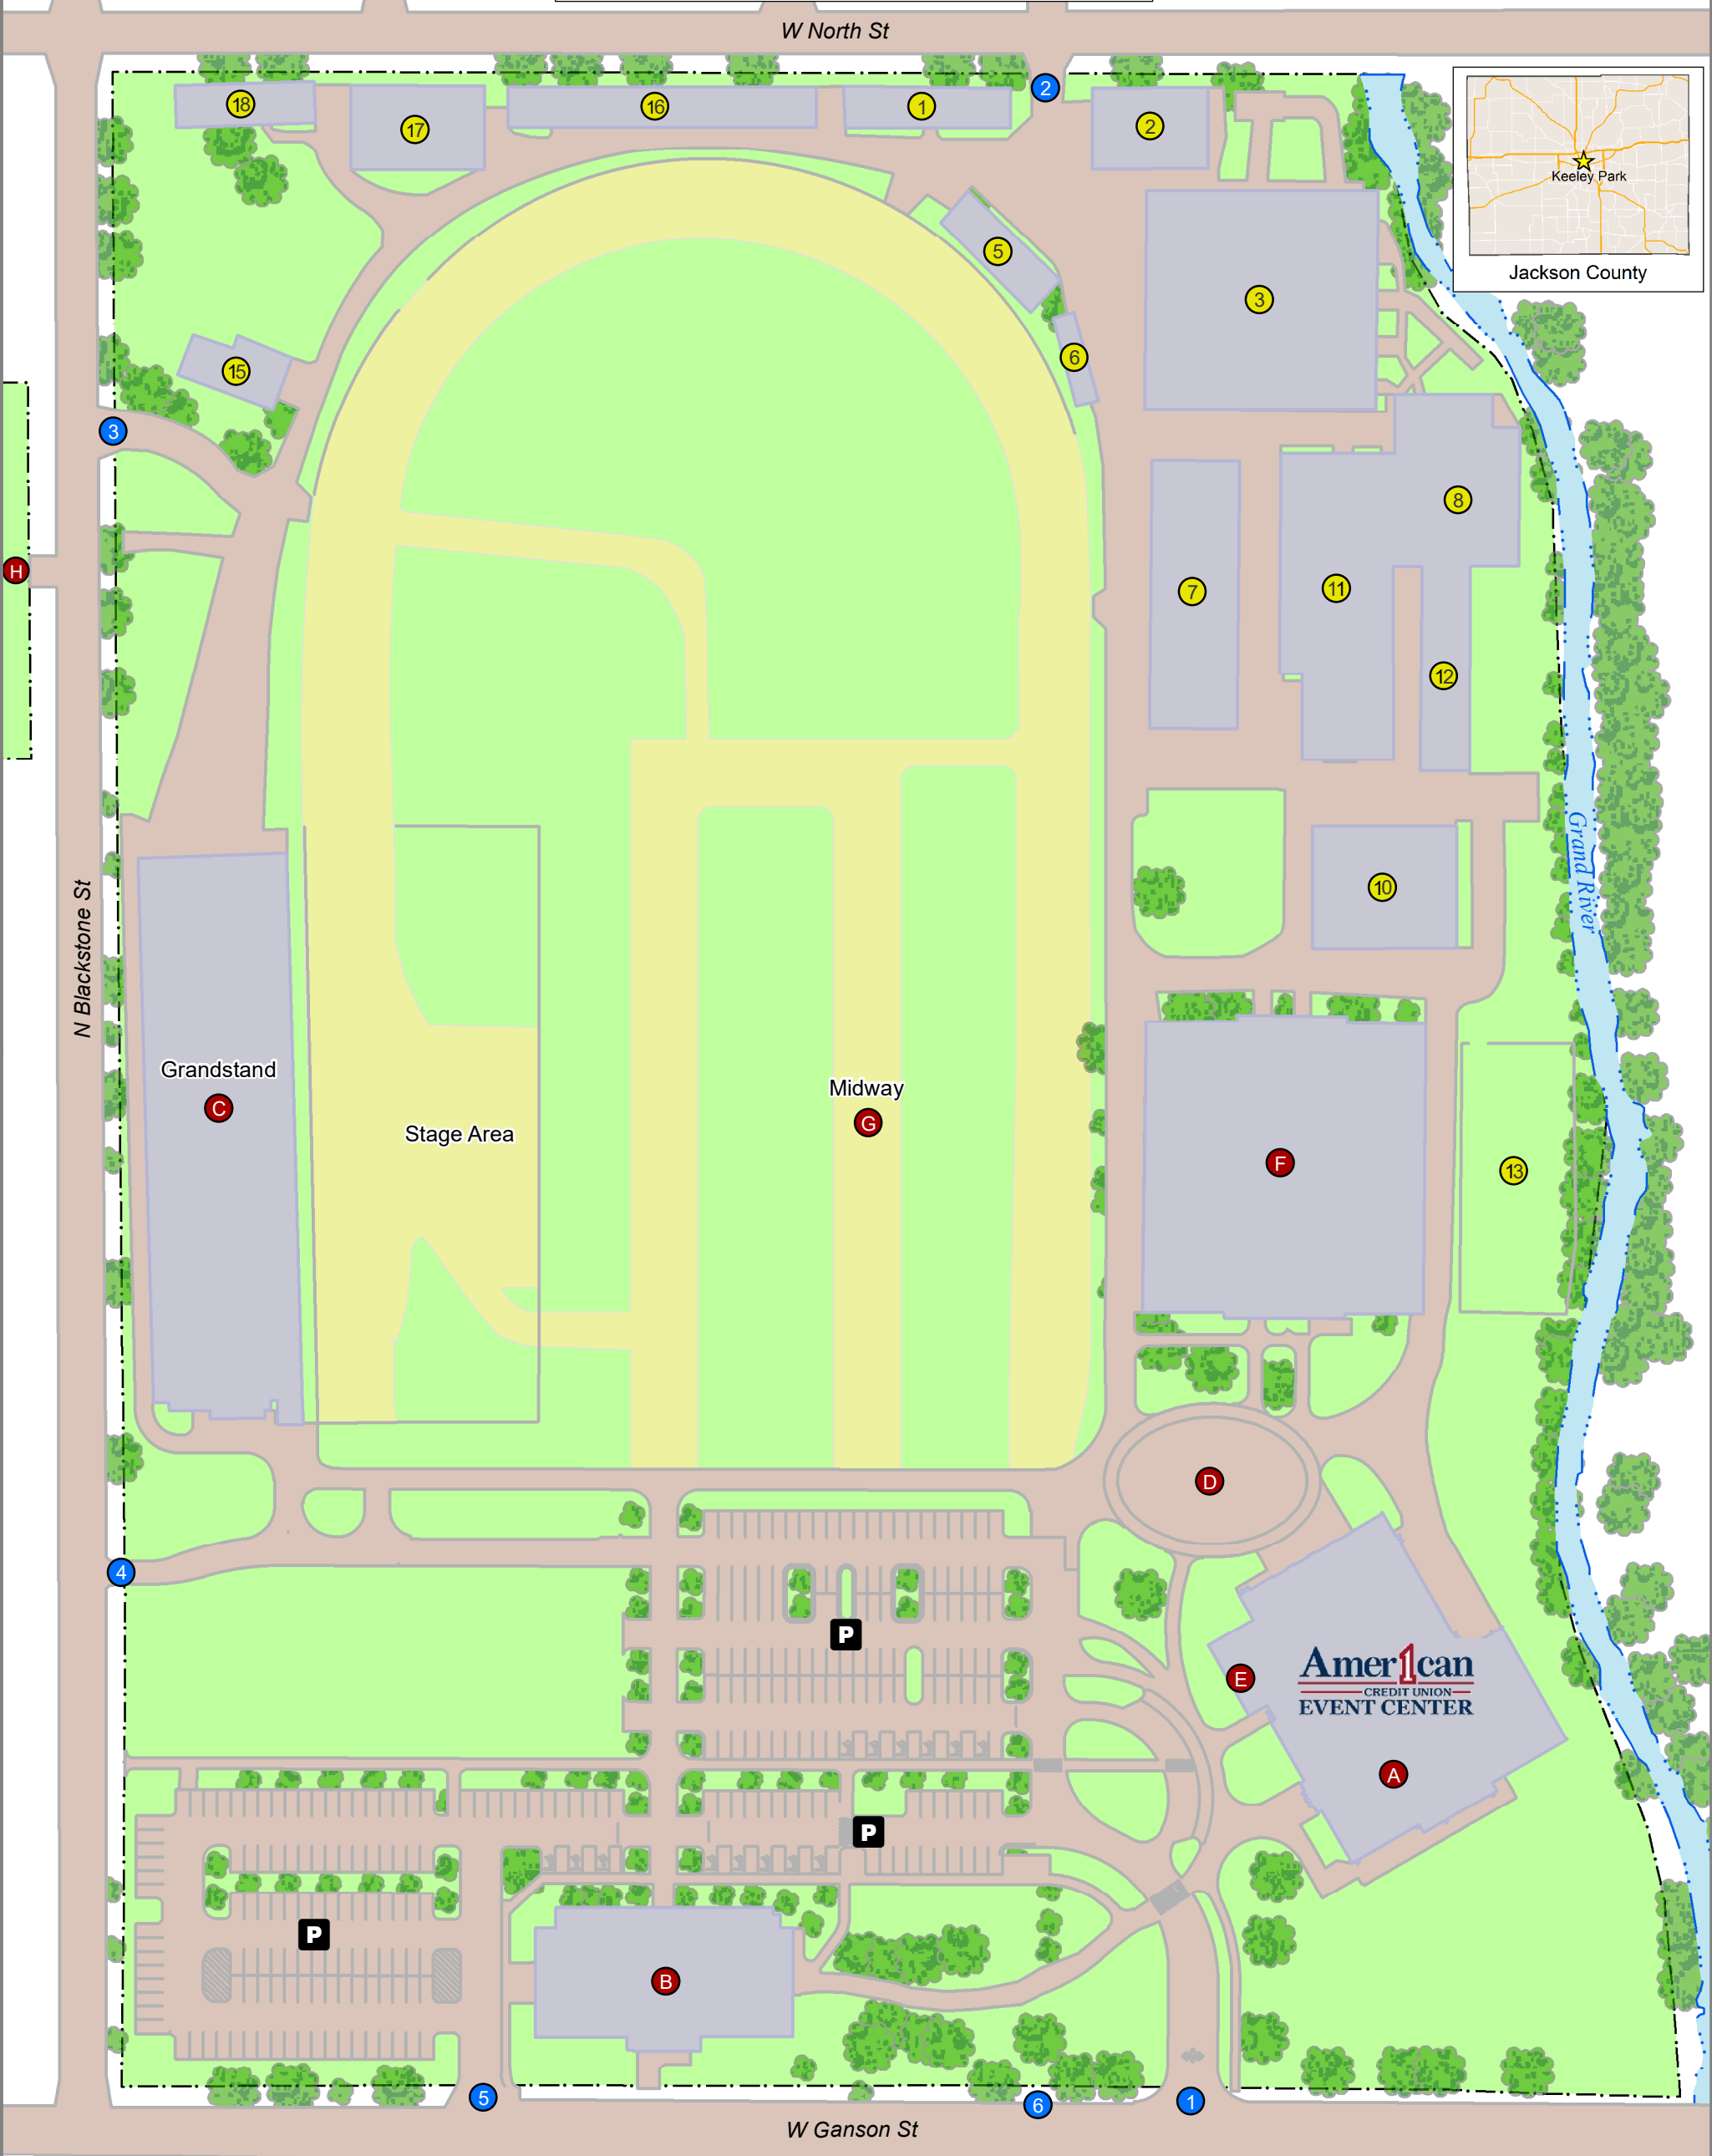 W North St
18
17
16
1
2
2
Keeley Park
Jackson County
5
3
6
15
3
8
H
7
11
12
Grand River
10
N Blackstone St
Grandstand
C
Midway
G
Stage Area
F
13
D
4
P
E
Amer1can
CREDIT UNION
EVENT CENTER
A
P
P
B
5
6
1
W Ganson St